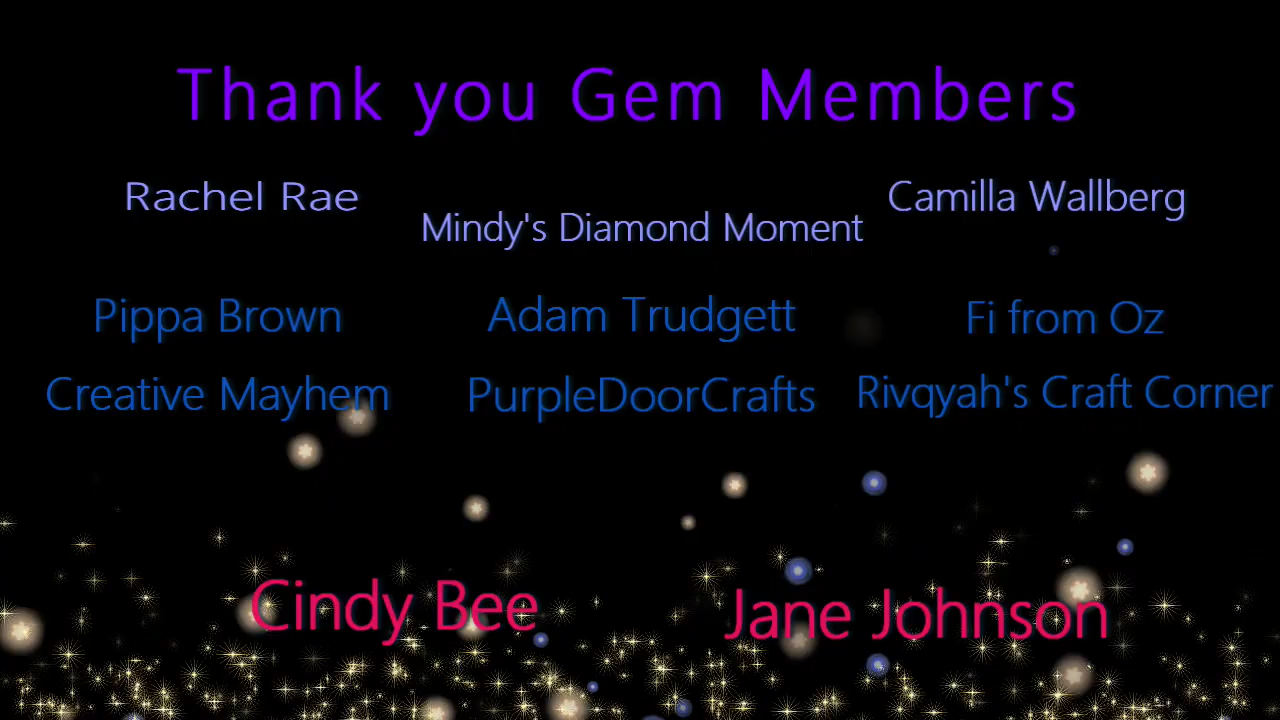 Thank you Gem Members
Rachel Rae
Mindy's Diamond Moment
Camilla Wallberg
Pippa Brown
Adam Trudgett
Fi from Oz
Creative Mayhem
PurpleDoorCrafts
Rivqyah's Craft Corner
Cindy Bee
Jane Johnson